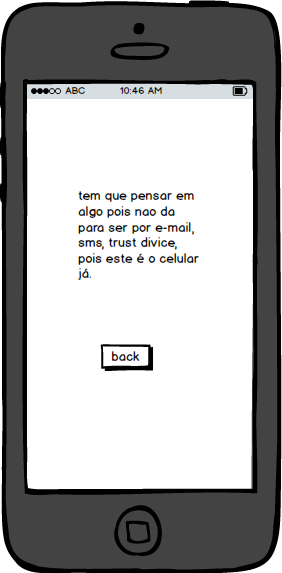 ABC 10:46 AM
tem que pensar em
algo pois nao da
para ser por e-mail,
sms, trust divice,
pois este é o celular
já.
back